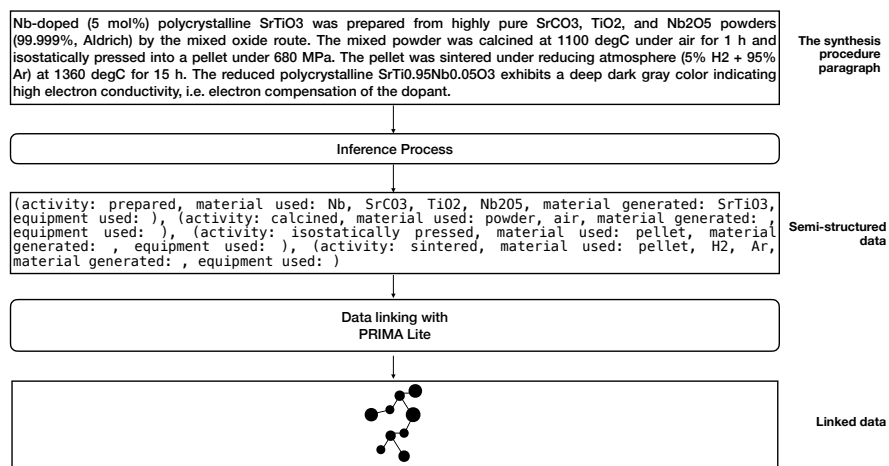 Nb-doped (5 mol%) polycrystalline SrTiO3 was prepared from highly pure SrCO3, TiO2, and Nb2O5 powders
(99.999%, Aldrich) by the mixed oxide route. The mixed powder was calcined at 1100 degC under air for 1 h and
isostatically pressed into a pellet under 680 MPa. The pellet was sintered under reducing atmosphere (5% H2 + 95%
Ar) at 1360 degC for 15 h. The reduced polycrystalline SrTi0.95Nb0.05O3 exhibits a deep dark gray color indicating
high electron conductivity, i.e. electron compensation of the dopant.
The synthesis
procedure
paragraph
Inference Process
(activity: prepared, material used: Nb, SrCO3, TiO2, Nb2O5, material generated: SrTiO3,
equipment used: ), (activity: calcined, material used: powder, air, material generated: ,
equipment used: ), (activity: isostatically pressed, material used: pellet, material
generated: , equipment used: ), (activity: sintered, material used: pellet, H2, Ar,
material generated: , equipment used: )
Semi-structured
data
Data linking with
PRIMA Lite
Linked data